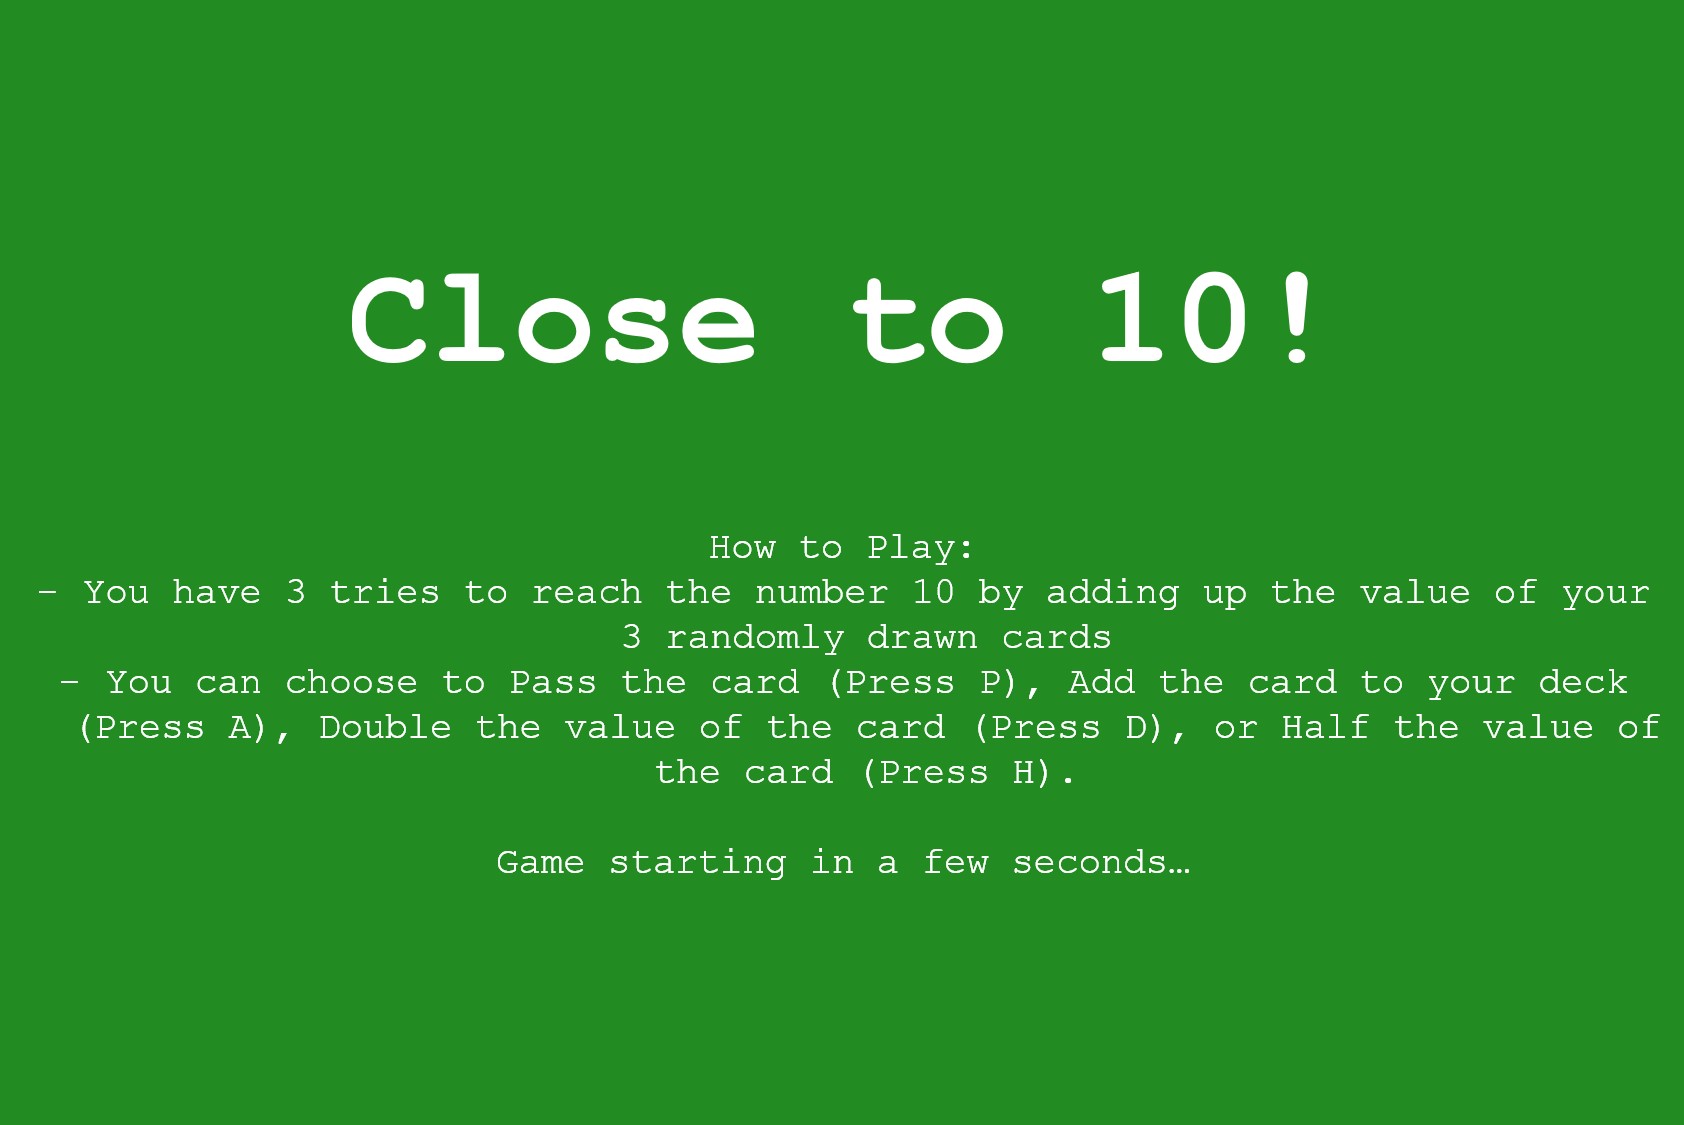 Close to 10!
How to Play:
- You have 3 tries to reach the number 10 by adding up the value of your
3 randomly drawn cards
- You can choose to Pass the card (Press P), Add the card to your deck
(Press A), Double the value of the card (Press D), or Half the value of
the card (Press H).
Game starting in a few seconds…